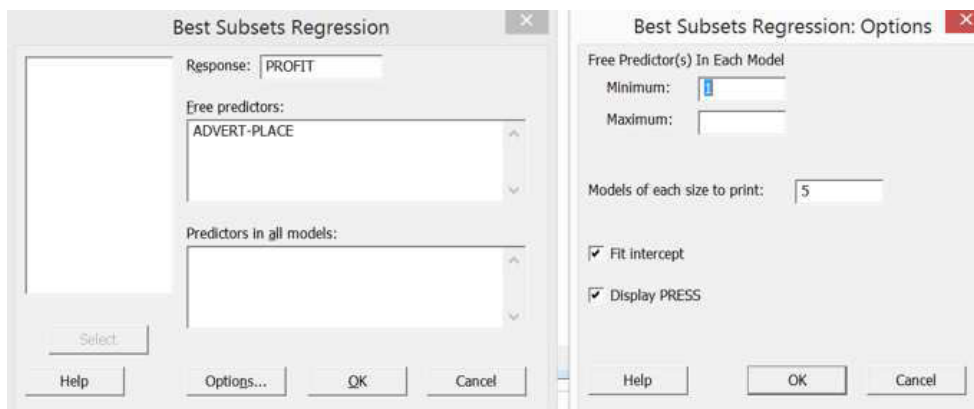 Best Subsets Regression
Response: PROFIT
Free predictors:
ADVERT-PLACE
Predictors in all models:
Select
Help
Options...
OK
Cancel
Best Subsets Regression: Options
Free Predictor(s) In Each Model
Minimum: 1
Maximum:
Models of each size to print: 5
Fit intercept
Display PRESS
Help
OK
Cancel